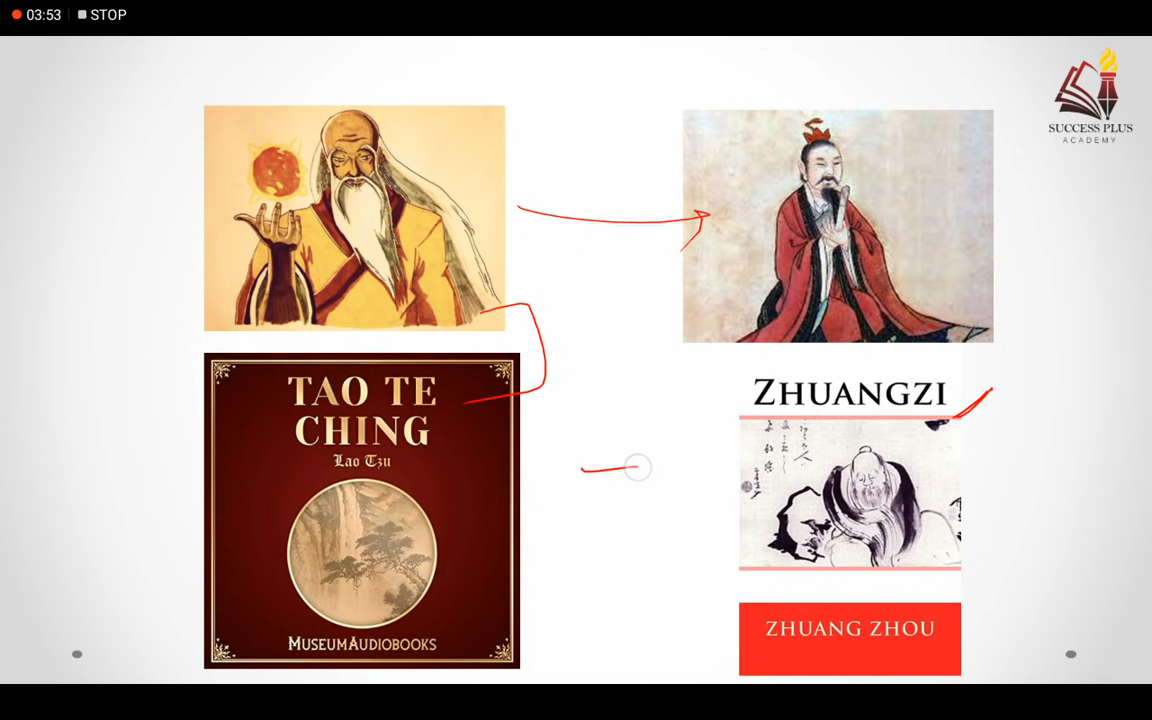 03:53 STOP
SUCCESS PLUS
ACADEMY
TAO TE
CHING
Lao Tzu
MUSEUMAUDIOBOOKS
ZHUANGZI
ZHUANG ZHOU